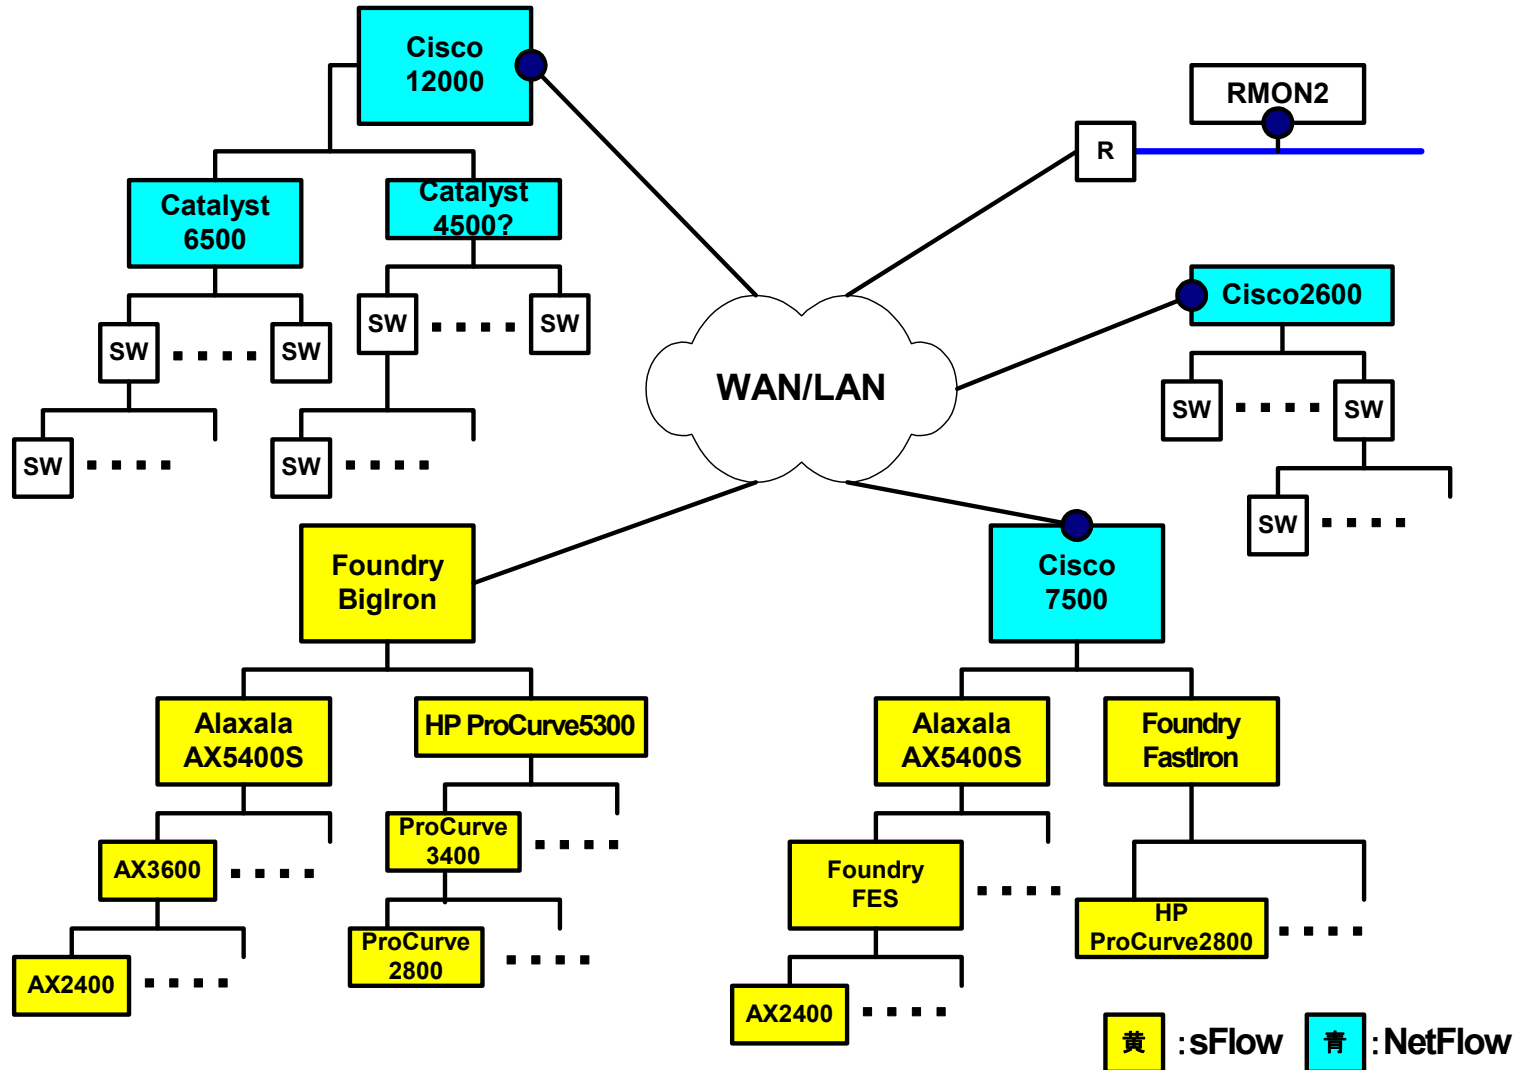 Cisco
12000
RMON2
R
Catalyst
6500
Catalyst
4500?
SW
SW
SW
SW
SW
SW
WAN/LAN
Cisco2600
SW
SW
SW
Foundry
BigIron
Cisco
7500
Alaxala
AX5400S
HP ProCurve5300
ProCurve
3400
AX3600
ProCurve
2800
AX2400
Alaxala
AX5400S
Foundry
FastIron
Foundry
FES
HP
ProCurve2800
AX2400
黄 :sFlow
青 :NetFlow